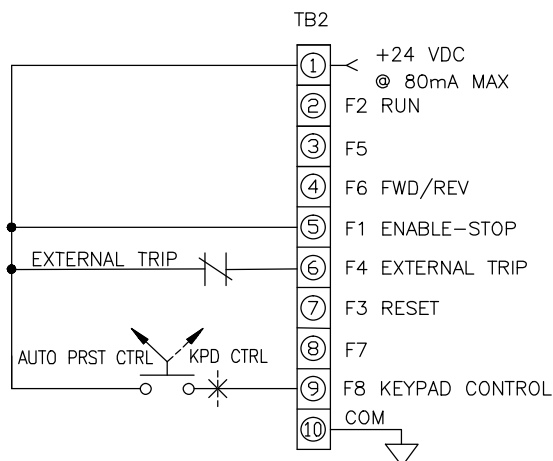 TB2
1
+24 VDC
@ 80mA MAX
2 F2 RUN
3 F5
4 F6 FWD/REV
5 F1 ENABLE-STOP
EXTERNAL TRIP
6 F4 EXTERNAL TRIP
7 F3 RESET
8 F7
AUTO PRST CTRL KPD CTRL
9 F8 KEYPAD CONTROL
10 COM